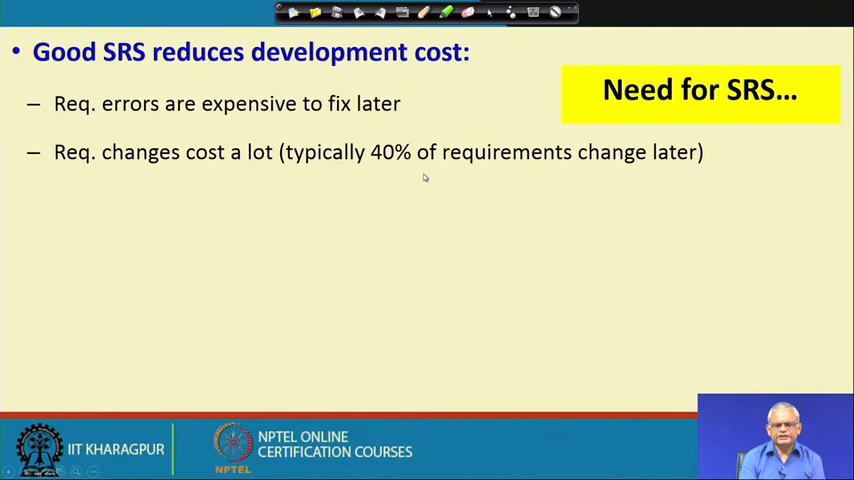 • Good SRS reduces development cost:
Need for SRS...
– Req. errors are expensive to fix later
– Req. changes cost a lot (typically 40% of requirements change later)
IIT KHARAGPUR
NPTEL
NPTEL ONLINE
CERTIFICATION COURSES